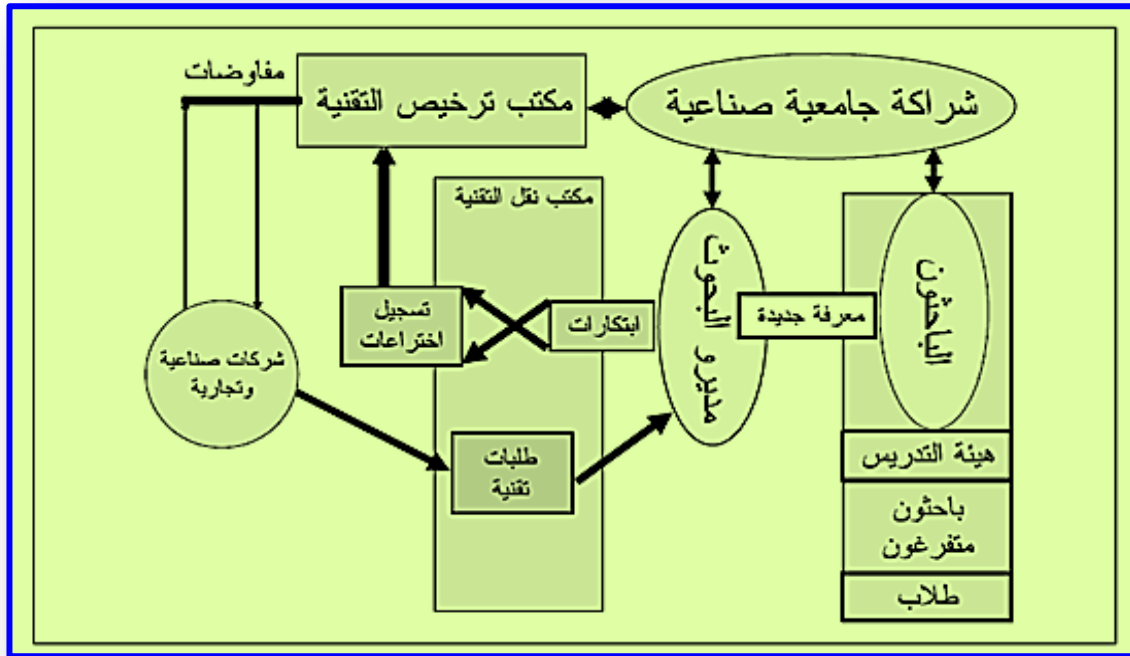 شراكة جامعية صناعية
مكتب ترخيص التقنية
مفاوضات
مكتب نقل التقنية
الباحثون
معرفة جديدة
مديرو البحوث
ابتكارات
تسجيل
اختراعات
شركات صناعية
وتجارية
طلبات
تقنية
هيئة التدريس
باحثون
متفرغون
طلاب